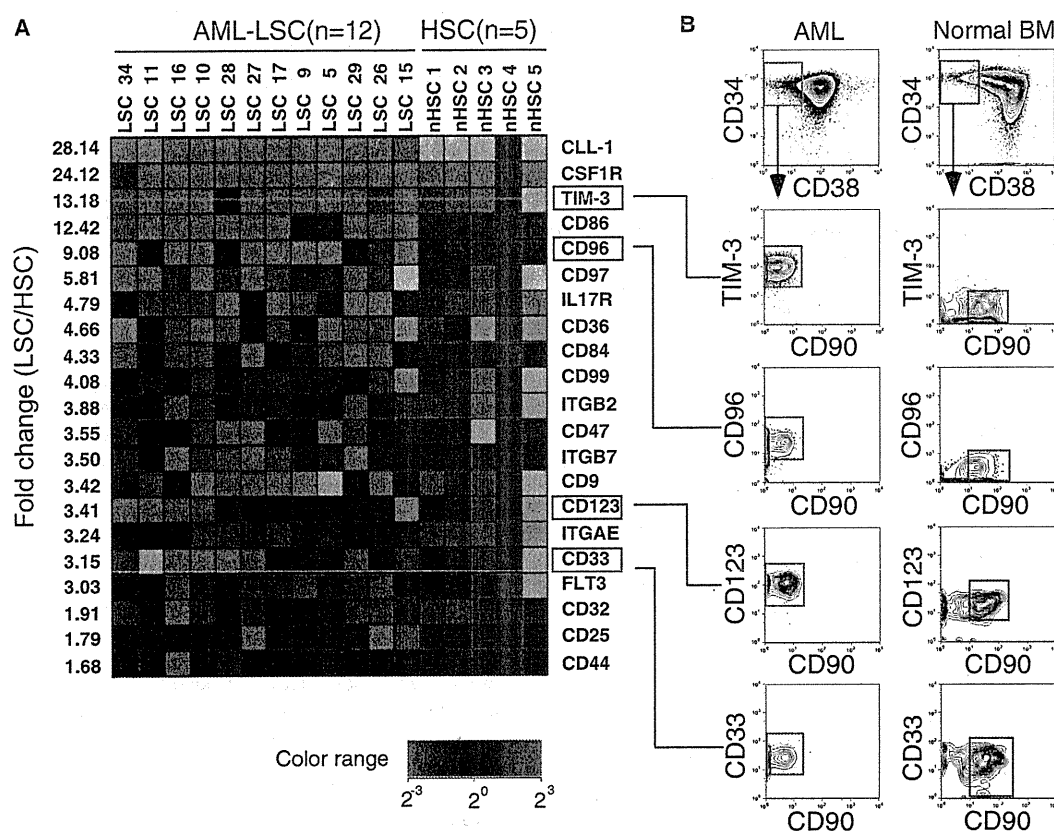 A
AML-LSC(n=12) HSC(n=5)
LSC 34
LSC 11
LSC 16
LSC 10
LSC 28
LSC 27
LSC 17
LSC 9
LSC 5
LSC 29
LSC 26
LSC 15
nHSC 1
nHSC 2
nHSC 3
nHSC 4
nHSC 5
Fold change (LSC/HSC)
28.14 CLL-1
24.12 CSF1R
13.18 TIM-3
12.42 CD86
9.08 CD96
5.81 CD97
4.79 IL17R
4.66 CD36
4.33 CD84
4.08 CD99
3.88 ITGB2
3.55 CD47
3.50 ITGB7
3.42 CD9
3.41 CD123
3.24 ITGAE
3.15 CD33
3.03 FLT3
1.91 CD32
1.79 CD25
1.68 CD44
Color range
2⁻³ 2⁰ 2³
B
AML Normal BM
CD34 CD34
CD38 CD38
TIM-3 TIM-3
CD90 CD90
CD96 CD96
CD90 CD90
CD123 CD123
CD90 CD90
CD33 CD33
CD90 CD90